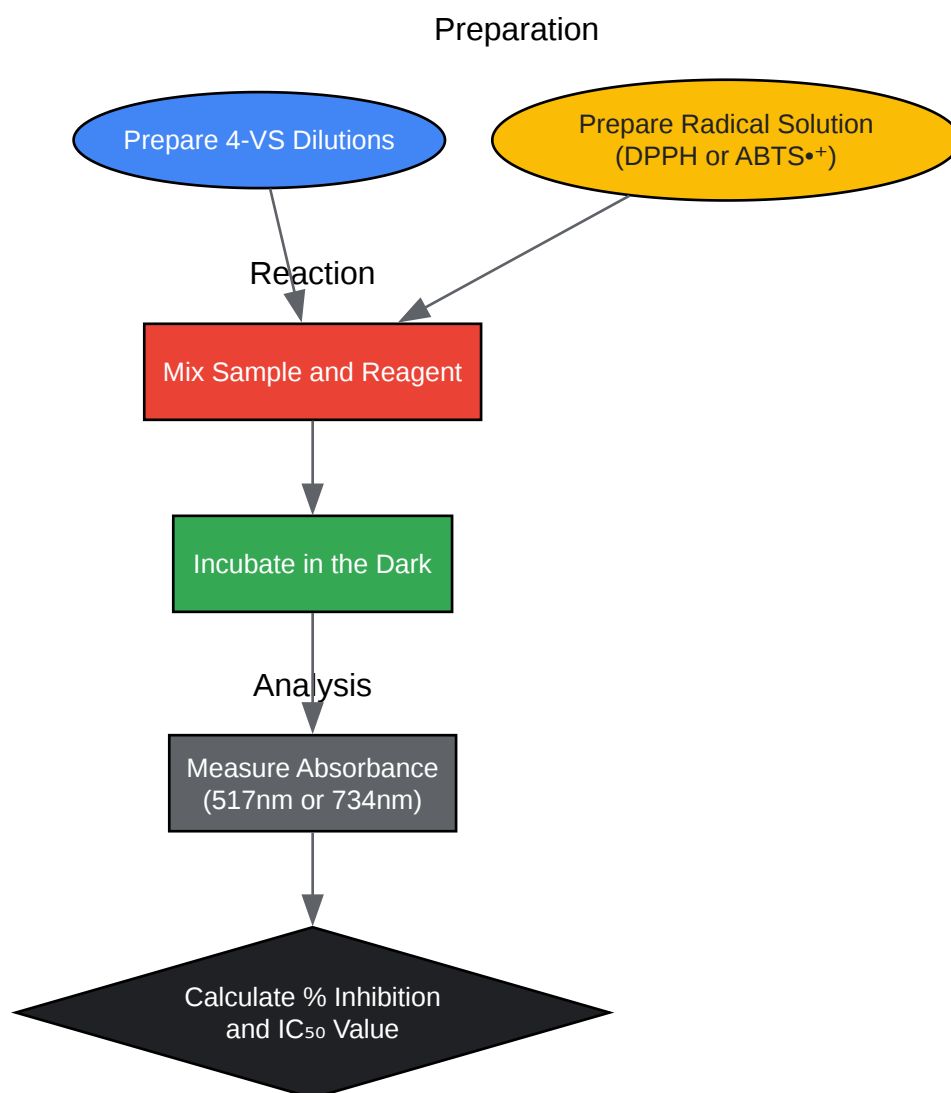 Preparation
Prepare 4-VS Dilutions
Prepare Radical Solution
(DPPH or ABTS•⁺)
Reaction
Mix Sample and Reagent
Incubate in the Dark
Analysis
Measure Absorbance
(517nm or 734nm)
Calculate % Inhibition
and IC₅₀ Value